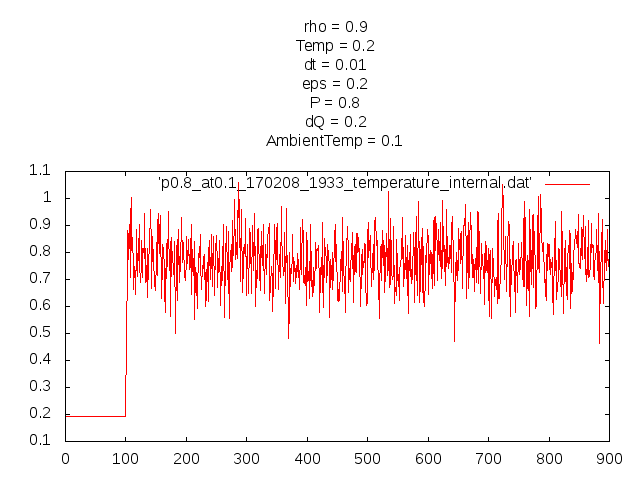 rho = 0.9
Temp = 0.2
dt = 0.01
eps = 0.2
P = 0.8
dQ = 0.2
AmbientTemp = 0.1
1.1
'p0.8_at0.1_170208_1933_temperature_internal.dat'
1
0.9
0.8
0.7
0.6
0.5
0.4
0.3
0.2
0.1
0 100 200 300 400 500 600 700 800 900